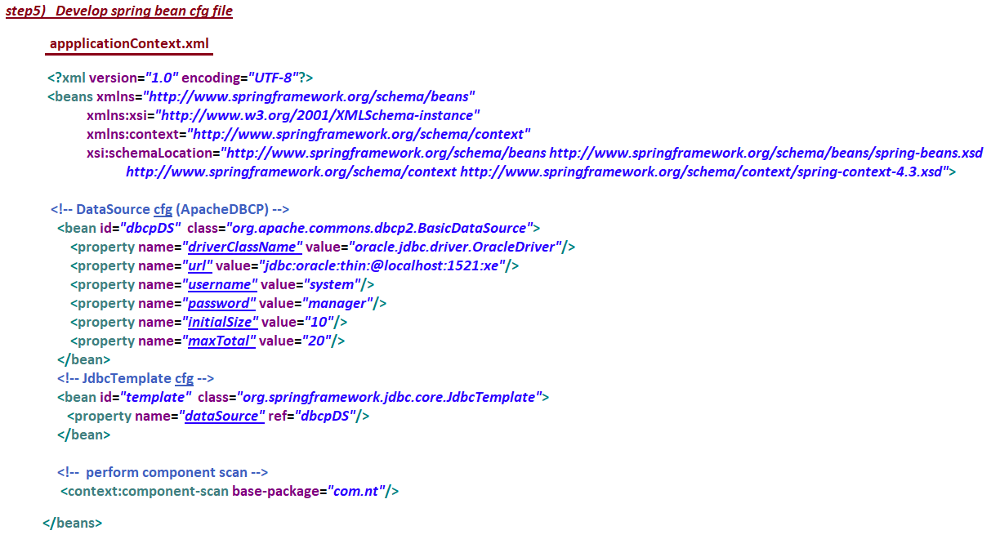 step5) Develop spring bean cfg file
appplicationContext.xml
<?xml version="1.0" encoding="UTF-8"?>
<beans xmlns="http://www.springframework.org/schema/beans"
xmlns:xsi="http://www.w3.org/2001/XMLSchema-instance"
xmlns:context="http://www.springframework.org/schema/context"
xsi:schemaLocation="http://www.springframework.org/schema/beans http://www.springframework.org/schema/beans/spring-beans.xsd
http://www.springframework.org/schema/context http://www.springframework.org/schema/context/spring-context-4.3.xsd">
<!-- DataSource cfg (ApacheDBCP) -->
<bean id="dbcpDS" class="org.apache.commons.dbcp2.BasicDataSource">
<property name="driverClassName" value="oracle.jdbc.driver.OracleDriver"/>
<property name="url" value="jdbc:oracle:thin:@localhost:1521:xe"/>
<property name="username" value="system"/>
<property name="password" value="manager"/>
<property name="initialSize" value="10"/>
<property name="maxTotal" value="20"/>
</bean>
<!-- JdbcTemplate cfg -->
<bean id="template" class="org.springframework.jdbc.core.JdbcTemplate">
<property name="dataSource" ref="dbcpDS"/>
</bean>
<!-- perform component scan -->
<context:component-scan base-package="com.nt"/>
</beans>